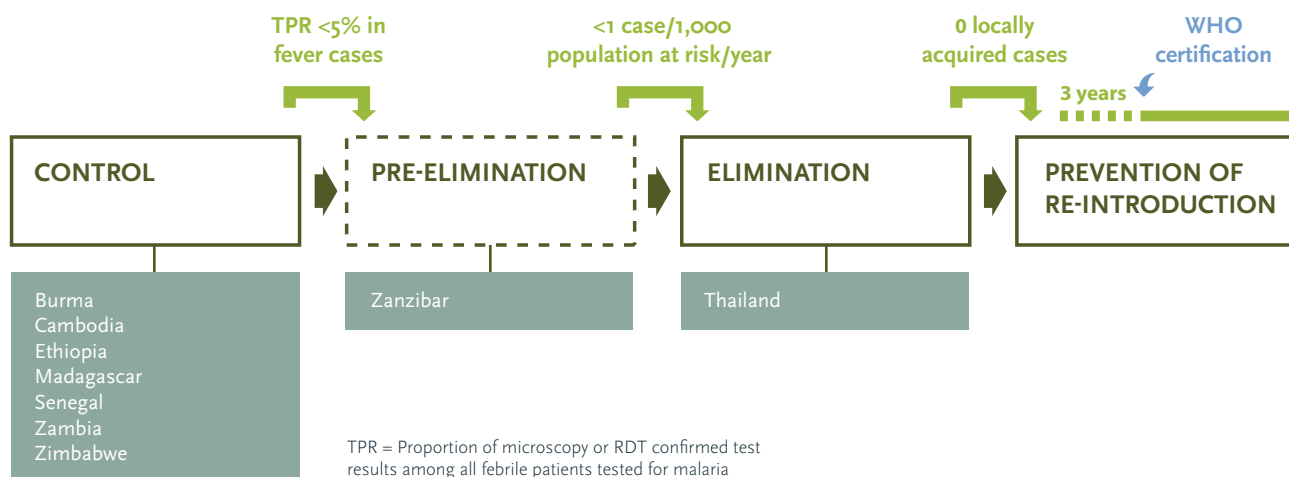 TPR <5% in
fever cases
<1 case/1,000
population at risk/year
0 locally
acquired cases
WHO
certification
3 years
CONTROL
PRE-ELIMINATION
ELIMINATION
PREVENTION OF
RE-INTRODUCTION
Burma
Cambodia
Ethiopia
Madagascar
Senegal
Zambia
Zimbabwe
Zanzibar
Thailand
TPR = Proportion of microscopy or RDT confirmed test
results among all febrile patients tested for malaria